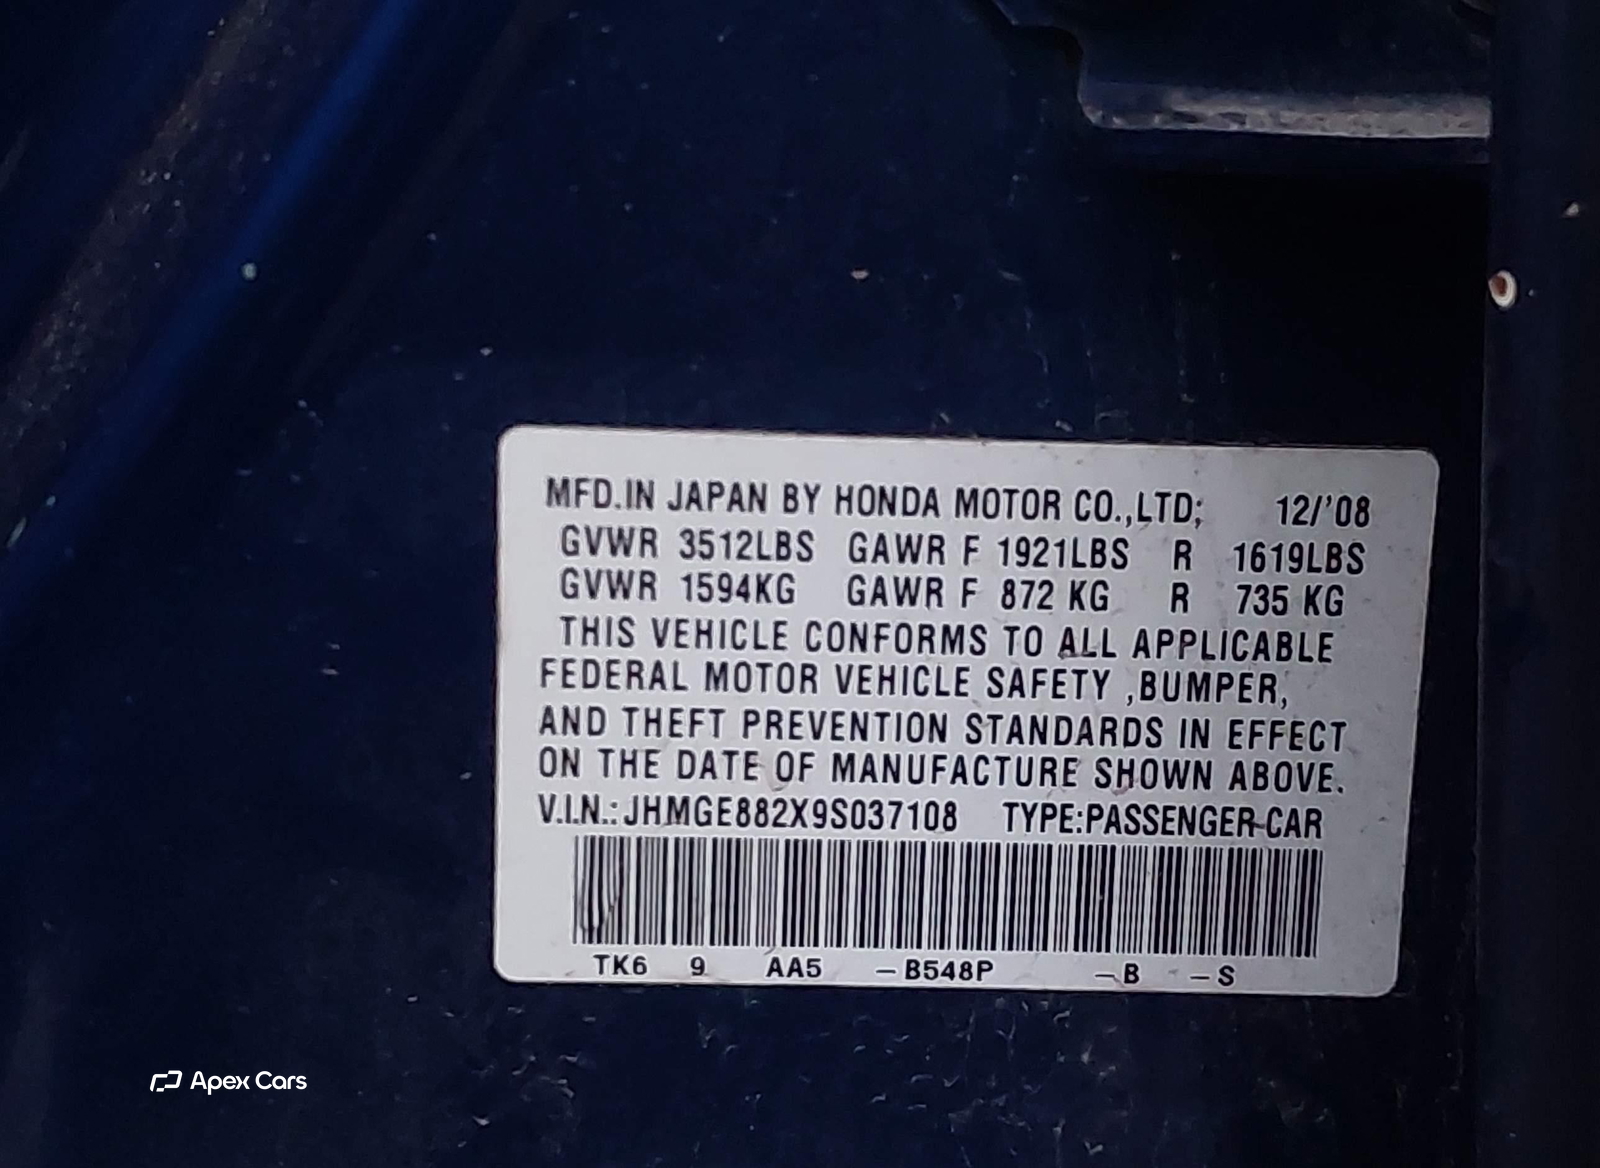 MFD.IN JAPAN BY HONDA MOTOR CO.,LTD; 12/'08
GVWR 3512LBS GAWR F 1921LBS R 1619LBS
GVWR 1594KG GAWR F 872 KG R 735 KG
THIS VEHICLE CONFORMS TO ALL APPLICABLE
FEDERAL MOTOR VEHICLE SAFETY ,BUMPER,
AND THEFT PREVENTION STANDARDS IN EFFECT
ON THE DATE OF MANUFACTURE SHOWN ABOVE.
V.I.N.: JHMGE882X9S037108 TYPE:PASSENGER CAR
TK6 9 AA5 –B548P –B –S
Apex Cars